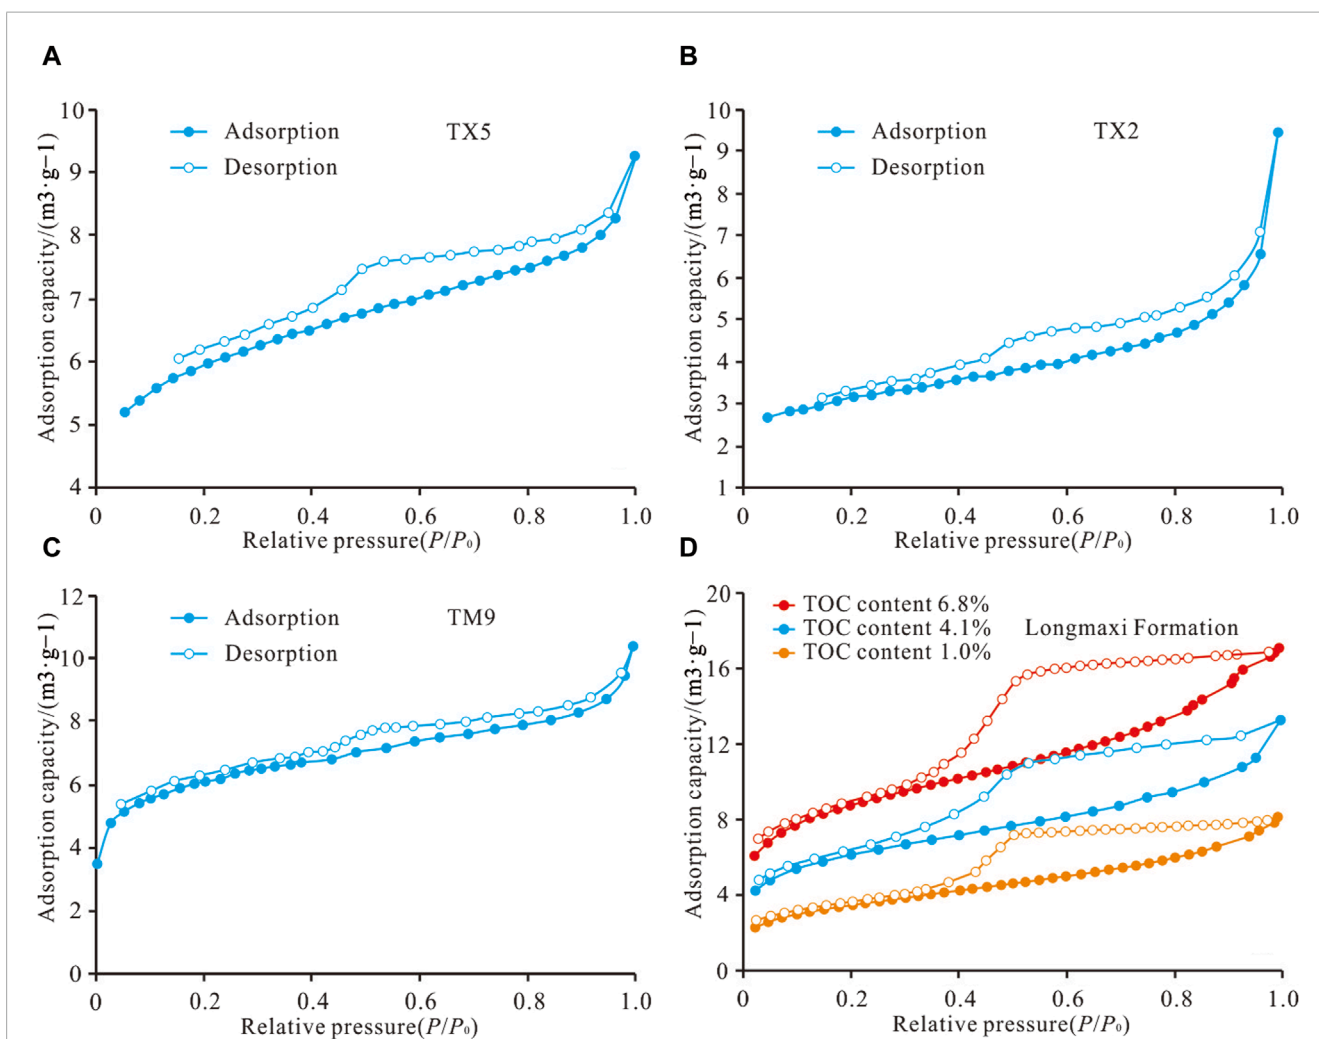 A
Adsorption TX5
Desorption
10
9
8
7
6
5
4
Adsorption capacity/(m3·g−1)
0 0.2 0.4 0.6 0.8 1.0
Relative pressure(P/P₀)
B
Adsorption TX2
Desorption
10
9
8
7
6
5
4
3
2
1
Adsorption capacity/(m3·g−1)
0 0.2 0.4 0.6 0.8 1.0
Relative pressure(P/P₀)
C
Adsorption TM9
Desorption
12
10
8
6
4
2
0
Adsorption capacity/(m3·g−1)
0 0.2 0.4 0.6 0.8 1.0
Relative pressure(P/P₀)
D
TOC content 6.8%
TOC content 4.1%
TOC content 1.0%
Longmaxi Formation
20
16
12
8
4
0
Adsorption capacity/(m3·g−1)
0 0.2 0.4 0.6 0.8 1.0
Relative pressure(P/P₀)